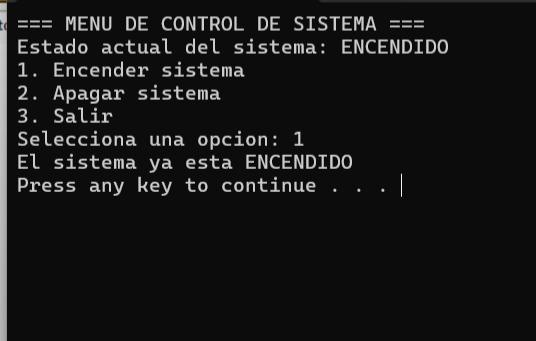 === MENU DE CONTROL DE SISTEMA ===
Estado actual del sistema: ENCENDIDO
1. Encender sistema
2. Apagar sistema
3. Salir
Selecciona una opcion: 1
El sistema ya esta ENCENDIDO
Press any key to continue . . .